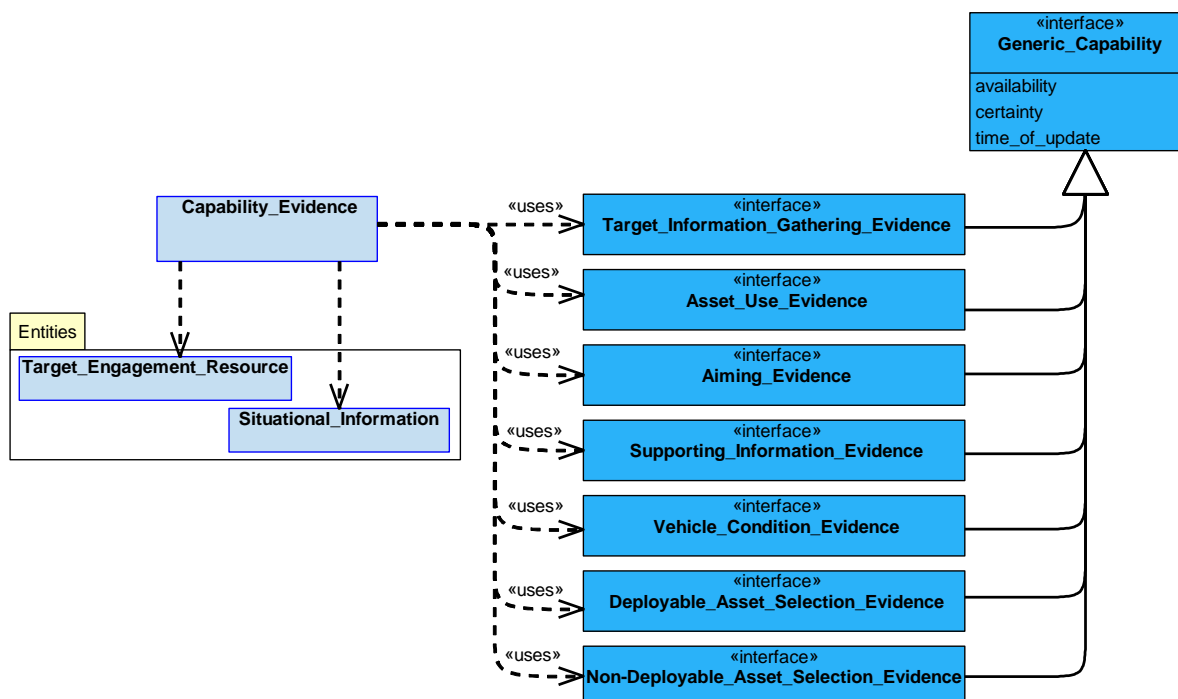 «interface»
Generic_Capability
availability
certainty
time_of_update
Capability_Evidence
«uses»
«interface»
Target_Information_Gathering_Evidence
«uses»
«interface»
Asset_Use_Evidence
Entities
Target_Engagement_Resource
Situational_Information
«uses»
«interface»
Aiming_Evidence
«uses»
«interface»
Supporting_Information_Evidence
«uses»
«interface»
Vehicle_Condition_Evidence
«uses»
«interface»
Deployable_Asset_Selection_Evidence
«uses»
«interface»
Non-Deployable_Asset_Selection_Evidence